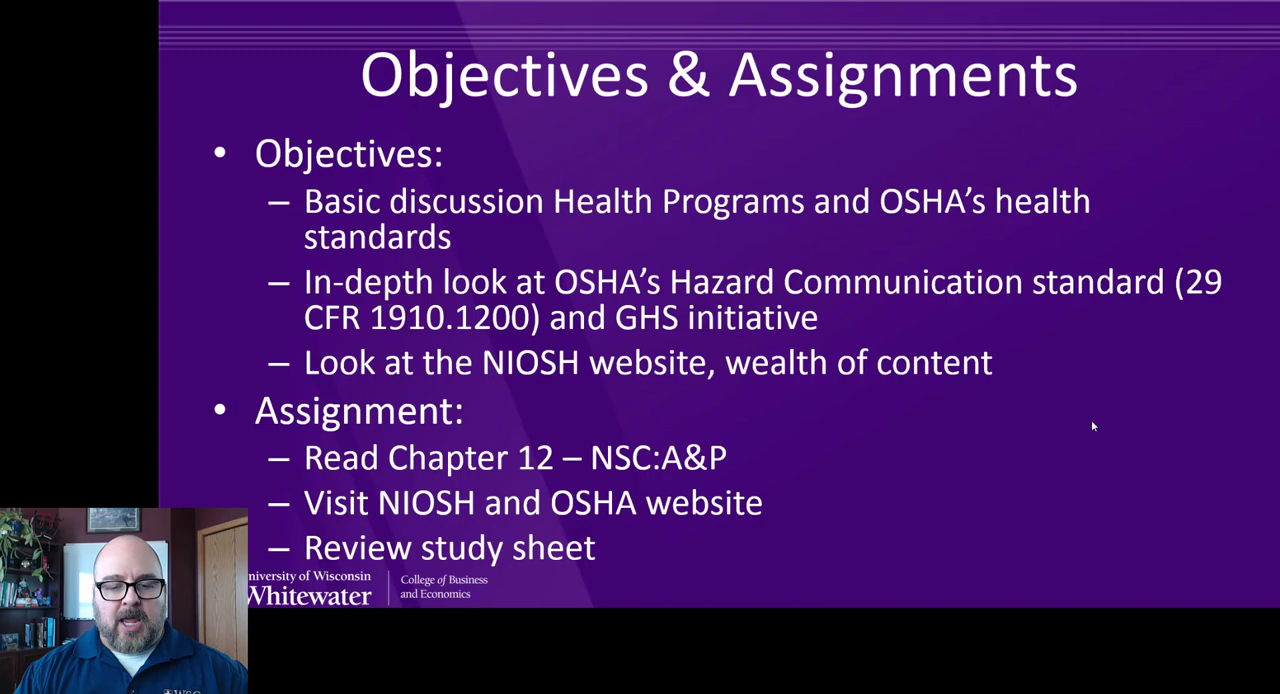 Objectives & Assignments
• Objectives:
– Basic discussion Health Programs and OSHA’s health
standards
– In-depth look at OSHA’s Hazard Communication standard (29
CFR 1910.1200) and GHS initiative
– Look at the NIOSH website, wealth of content
• Assignment:
– Read Chapter 12 – NSC:A&P
– Visit NIOSH and OSHA website
– Review study sheet
niversity of Wisconsin
Whitewater
College of Business
and Economics